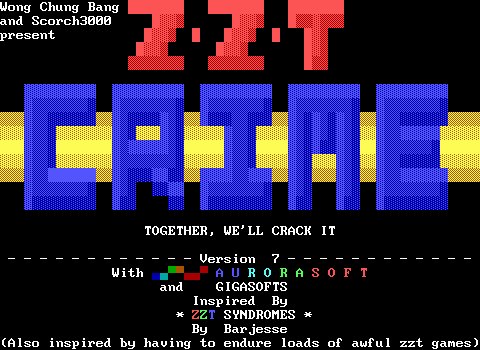 Wong Chung Bang
and Scorch3000
present
Z·Z·T
CRIME
TOGETHER, WE'LL CRACK IT
- - - - - - - - - - - - - - Version 7- - - - - - - - - - - - - -
With AURORASOFT
and GIGASOFTS
Inspired By
* ZZT SYNDROMES *
By Barjesse
(Also inspired by having to endure loads of awful zzt games)